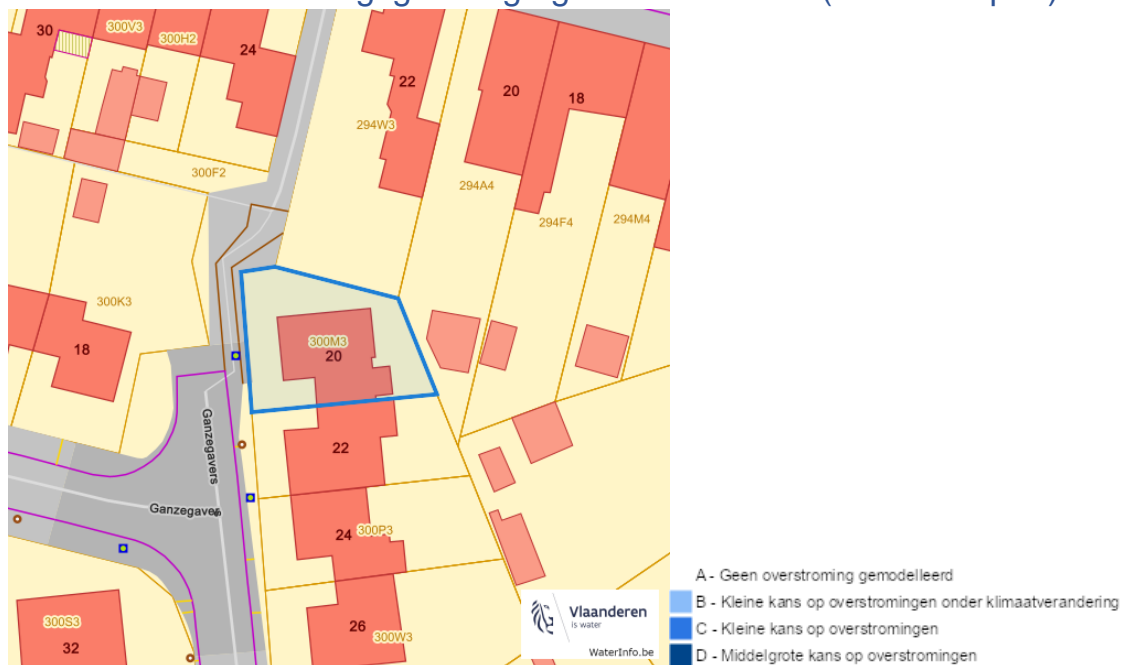 30
300V3
300H2
24
22
20
18
294W3
300F2
294A4
294F4
294M4
300K3
300M3
20
18
Ganzegavers
22
Ganzegavers
24
300P3
A - Geen overstroming gemodelleerd
B - Kleine kans op overstromingen onder klimaatverandering
Vlaanderen
is water
300S3
26
300W3
C - Kleine kans op overstromingen
32
WaterInfo.be
D - Middelgrote kans op overstromingen